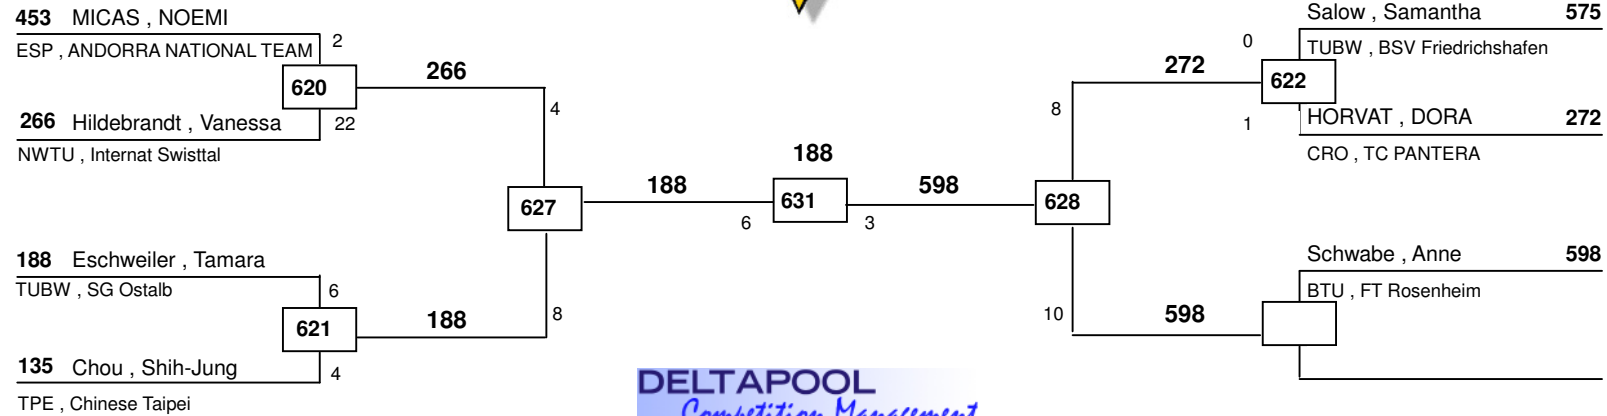 453 MICAS , NOEMI
2
ESP , ANDORRA NATIONAL TEAM
620
266
266 Hildebrandt , Vanessa
22
NWTU , Internat Swisttal
4
627
188
188 Eschweiler , Tamara
6
TUBW , SG Ostalb
621
188
8
135 Chou , Shih-Jung
4
TPE , Chinese Taipei
188
631
6
3
598
Salow , Samantha 575
0
TUBW , BSV Friedrichshafen
272
622
8
HORVAT , DORA 272
1
CRO , TC PANTERA
628
Schwabe , Anne 598
BTU , FT Rosenheim
10
598
DELTAPOOL
Competition Management